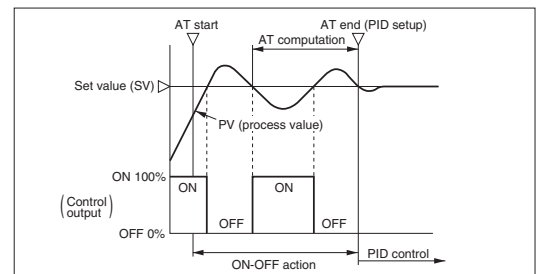 AT start
AT end (PID setup)
AT computation
Set value (SV)
PV (process value)
ON 100%
ON
ON
(Control output)
OFF
OFF
OFF 0%
ON-OFF action
PID control